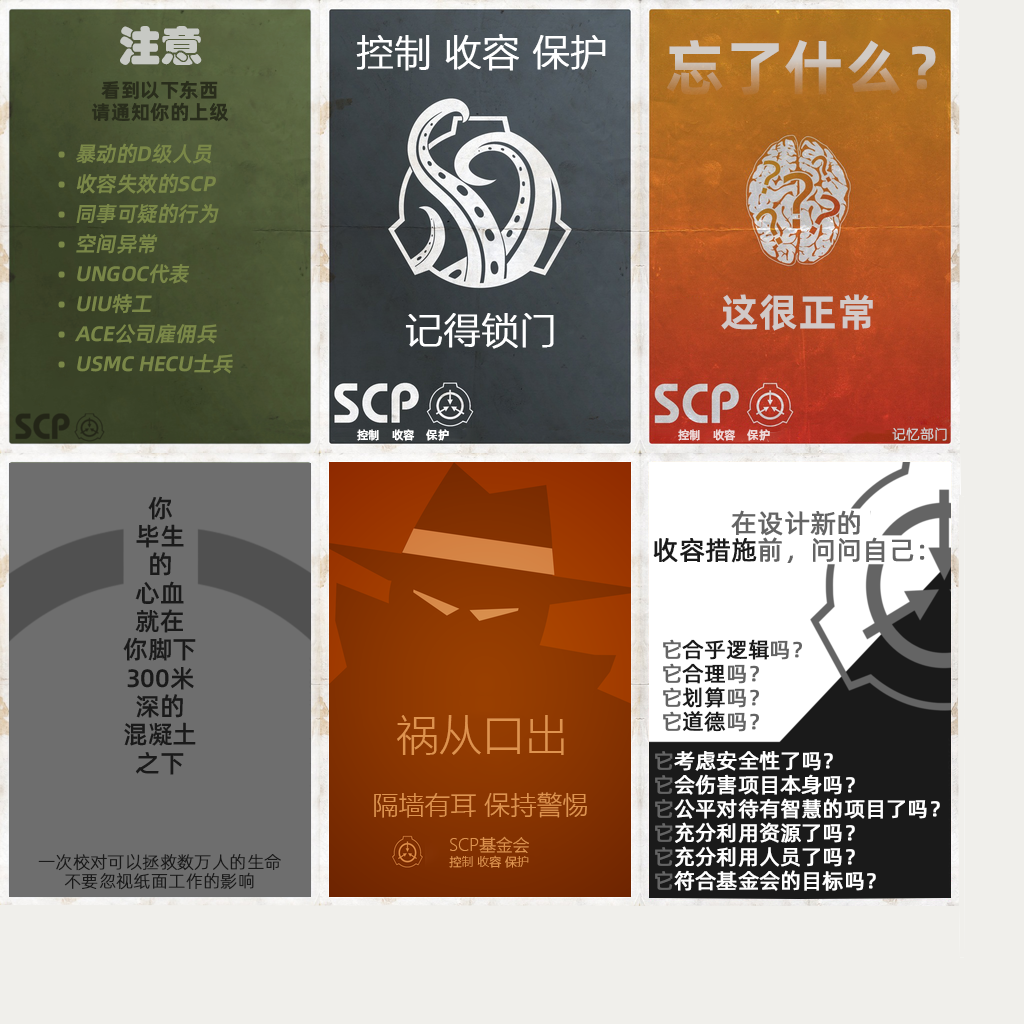 注意
看到以下东西
请通知你的上级
• 暴动的D级人员
• 收容失效的SCP
• 同事可疑的行为
• 空间异常
• UNGOC代表
• UIU特工
• ACE公司雇佣兵
• USMC HECU士兵
SCP
控制 收容 保护
记得锁门
SCP
控制 收容 保护
忘了什么?
这很正常
SCP
控制 收容 保护
记忆部门
你
毕生
的
心血
就在
你脚下
300米
深的
混凝土
之下
一次校对可以拯救数万人的生命
不要忽视纸面工作的影响
祸从口出
隔墙有耳 保持警惕
SCP基金会
控制 收容 保护
在设计新的
收容措施前，问问自己：
它合乎逻辑吗?
它合理吗?
它划算吗?
它道德吗?
它考虑安全性了吗?
它会伤害项目本身吗?
它公平对待有智慧的项目了吗?
它充分利用资源了吗?
它充分利用人员了吗?
它符合基金会的目标吗?